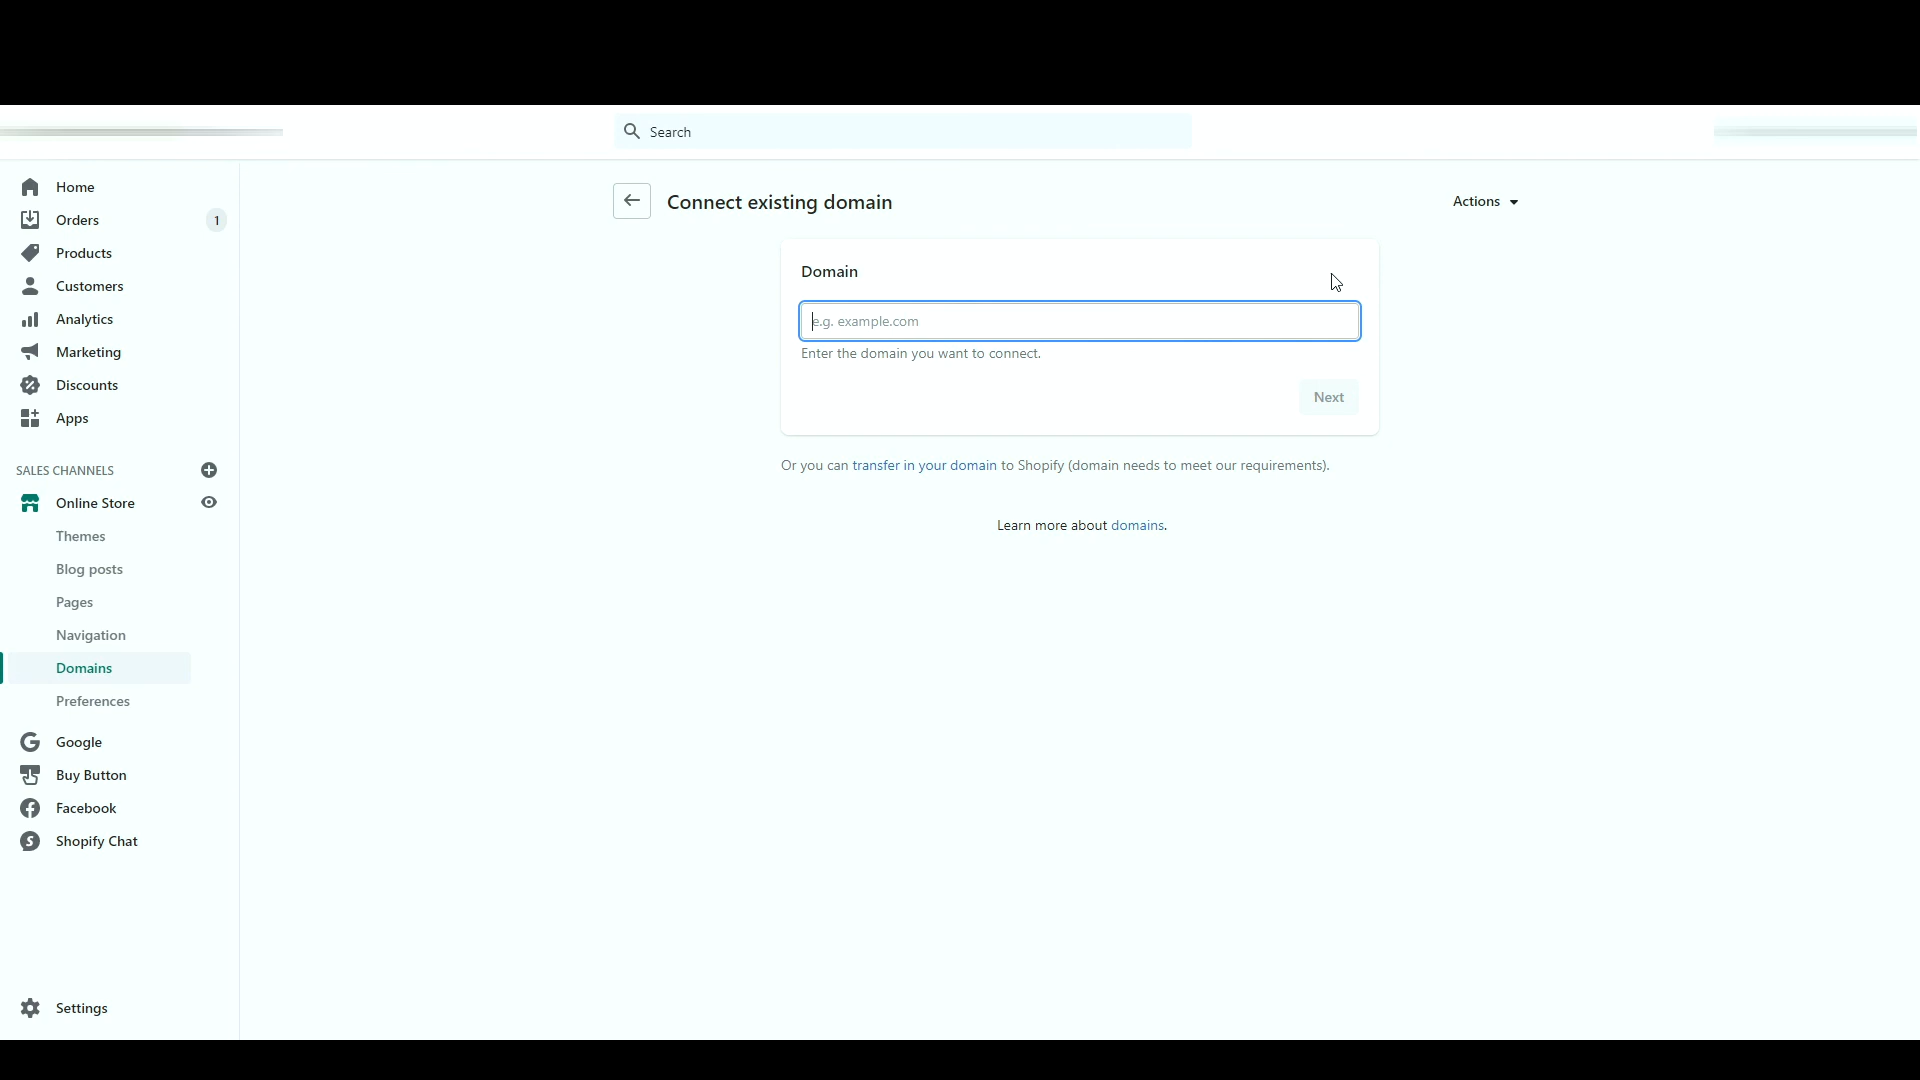 Search
Home
Orders 1
Products
Customers
Analytics
Marketing
Discounts
Apps
SALES CHANNELS
Online Store
Themes
Blog posts
Pages
Navigation
Domains
Preferences
Google
Buy Button
Facebook
Shopify Chat
Settings
Connect existing domain
Actions
Domain
e.g. example.com
Enter the domain you want to connect.
Next
Or you can transfer in your domain to Shopify (domain needs to meet our requirements).
Learn more about domains.